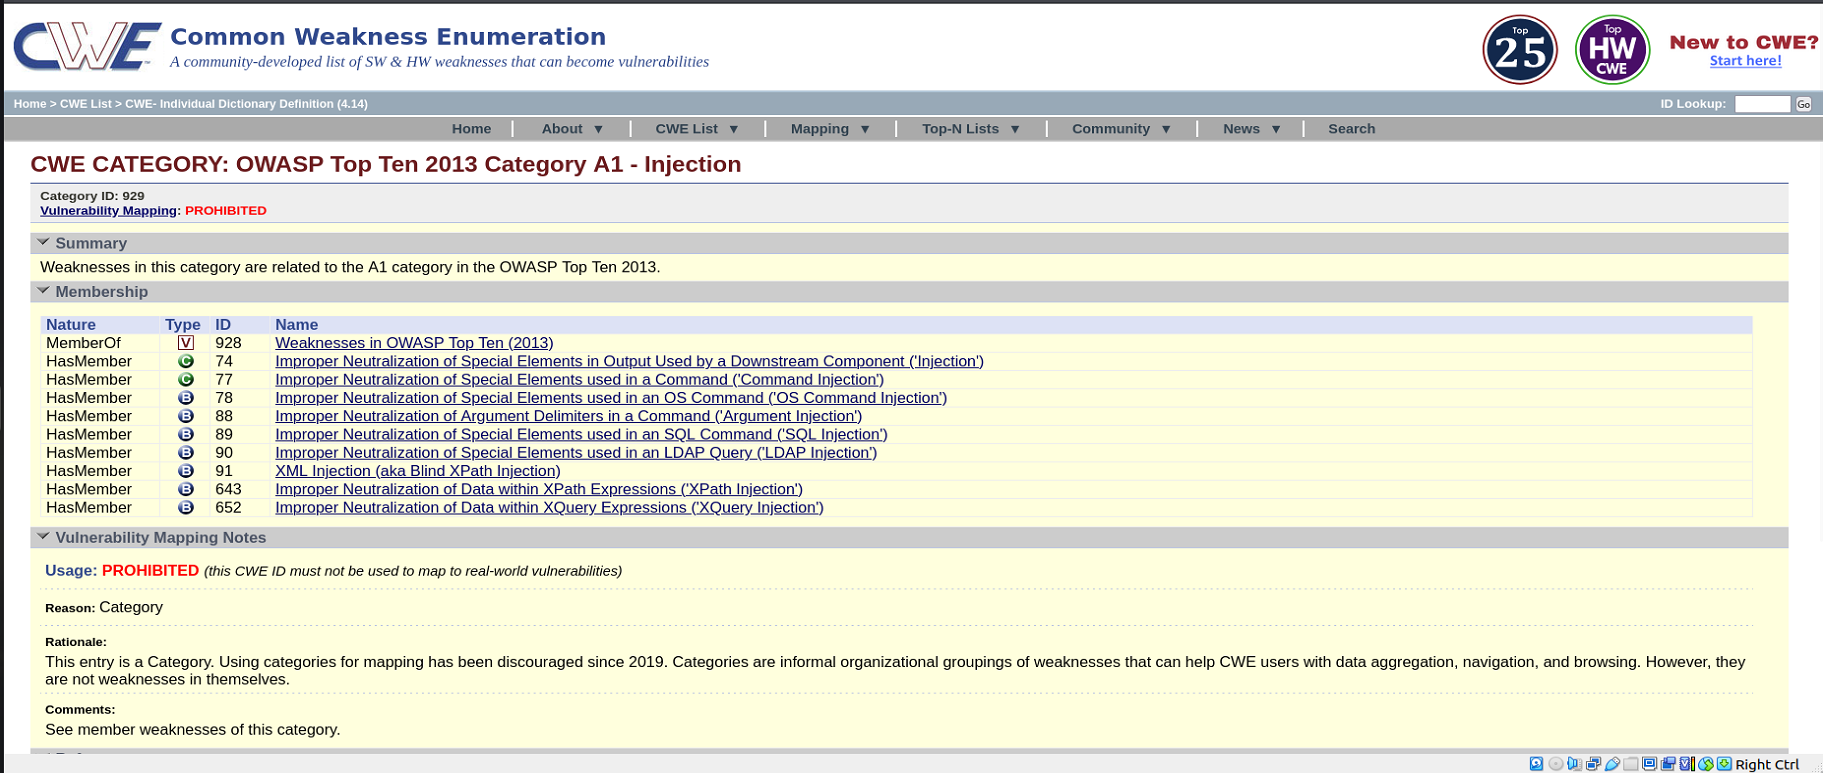 CWE Common Weakness Enumeration
A community-developed list of SW & HW weaknesses that can become vulnerabilities
Top 25
Top HW CWE
New to CWE?
Start here!
Home > CWE List > CWE- Individual Dictionary Definition (4.14)
ID Lookup: Go
Home About ▼ CWE List ▼ Mapping ▼ Top-N Lists ▼ Community ▼ News ▼ Search
CWE CATEGORY: OWASP Top Ten 2013 Category A1 - Injection
Category ID: 929
Vulnerability Mapping: PROHIBITED
Summary
Weaknesses in this category are related to the A1 category in the OWASP Top Ten 2013.
Membership
Nature Type ID Name
MemberOf V 928 Weaknesses in OWASP Top Ten (2013)
HasMember C 74 Improper Neutralization of Special Elements in Output Used by a Downstream Component ('Injection')
HasMember C 77 Improper Neutralization of Special Elements used in a Command ('Command Injection')
HasMember B 78 Improper Neutralization of Special Elements used in an OS Command ('OS Command Injection')
HasMember B 88 Improper Neutralization of Argument Delimiters in a Command ('Argument Injection')
HasMember B 89 Improper Neutralization of Special Elements used in an SQL Command ('SQL Injection')
HasMember B 90 Improper Neutralization of Special Elements used in an LDAP Query ('LDAP Injection')
HasMember B 91 XML Injection (aka Blind XPath Injection)
HasMember B 643 Improper Neutralization of Data within XPath Expressions ('XPath Injection')
HasMember B 652 Improper Neutralization of Data within XQuery Expressions ('XQuery Injection')
Vulnerability Mapping Notes
Usage: PROHIBITED (this CWE ID must not be used to map to real-world vulnerabilities)
Reason: Category
Rationale:
This entry is a Category. Using categories for mapping has been discouraged since 2019. Categories are informal organizational groupings of weaknesses that can help CWE users with data aggregation, navigation, and browsing. However, they
are not weaknesses in themselves.
Comments:
See member weaknesses of this category.
Right Ctrl